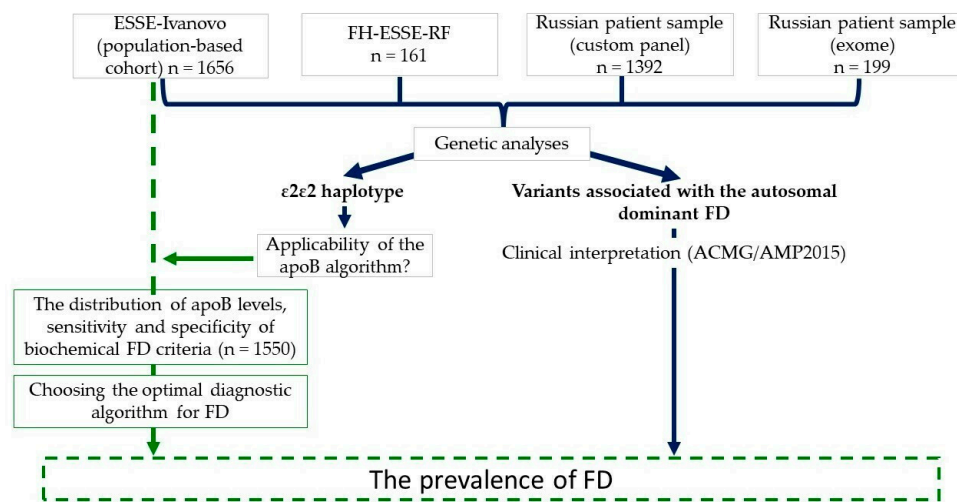 ESSE-Ivanovo
(population-based
cohort) n = 1656
FH-ESSE-RF
n = 161
Russian patient sample
(custom panel)
n = 1392
Russian patient sample
(exome)
n = 199
Genetic analyses
ε2ε2 haplotype
Variants associated with the autosomal
dominant FD
Applicability of the
apoB algorithm?
Clinical interpretation (ACMG/AMP2015)
The distribution of apoB levels,
sensitivity and specificity of
biochemical FD criteria (n = 1550)
Choosing the optimal diagnostic
algorithm for FD
The prevalence of FD